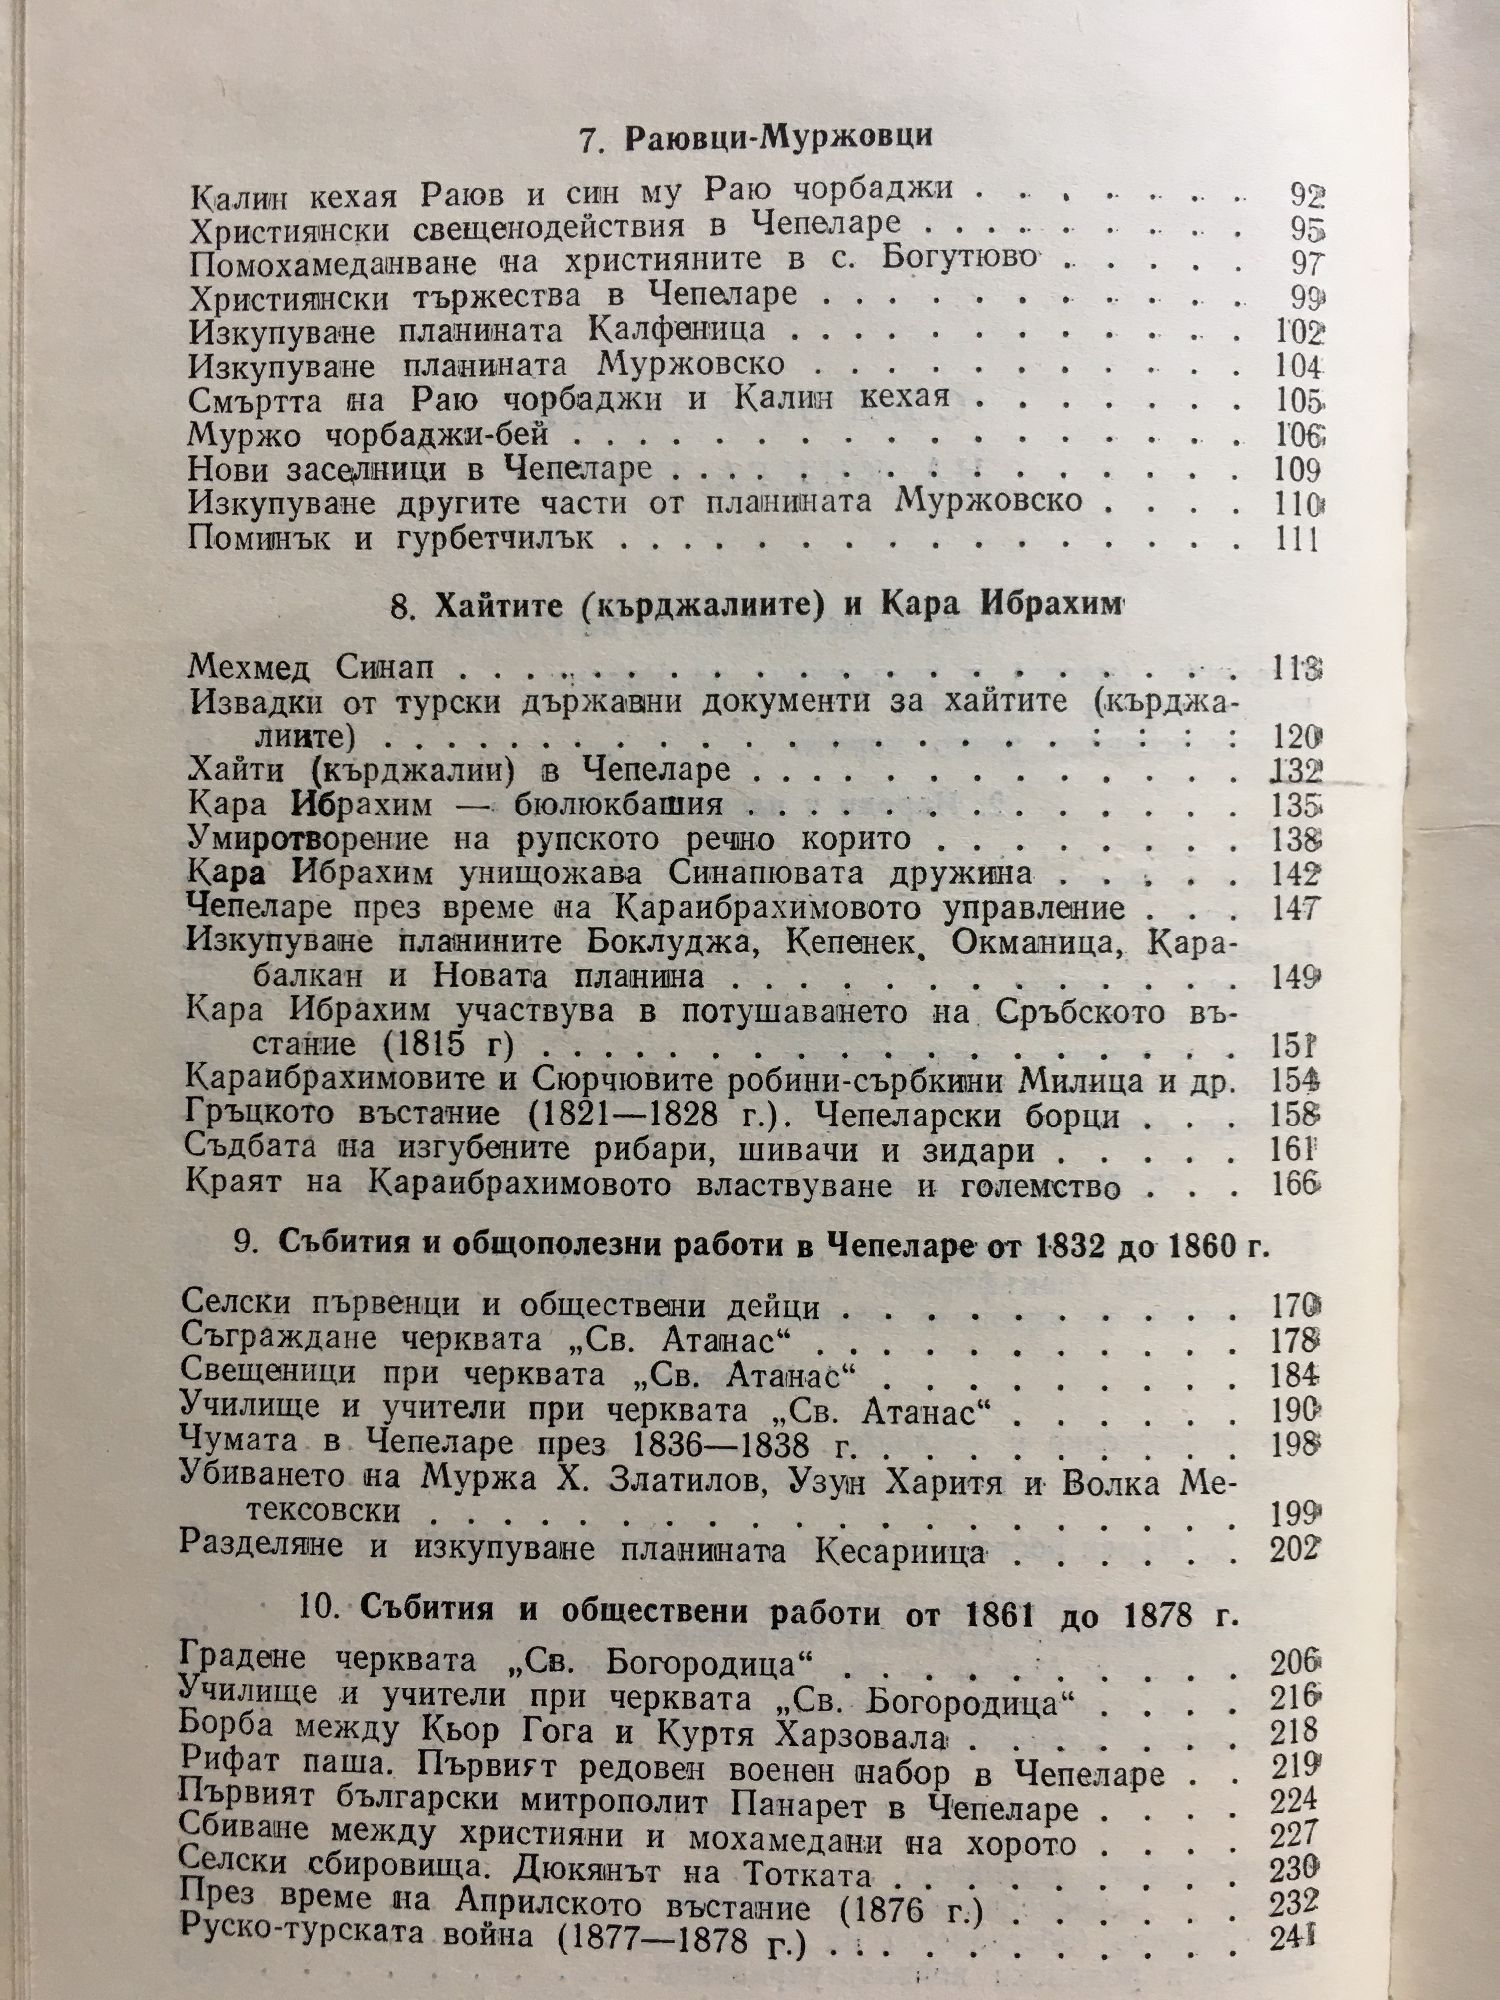 7. Раювци-Муржовци
Калин кехая Раюв и син му Раю чорбаджи . . . . . . . 92
Християнски свещенодействия в Чепеларе . . . . . . . . . 95
Помохамеданване на християните в с. Богутюво . . . . . 97
Християнски тържества в Чепеларе . . . . . . . . . . . 99
Изкупуване планината Калфеница . . . . . . . . . . . 102
Изкупуване планината Муржовско . . . . . . . . . . . 104
Смъртта на Раю чорбаджи и Калин кехая . . . . . . . 105
Муржо чорбаджи-бей . . . . . . . . . . . . . . . . 106
Нови заселници в Чепеларе . . . . . . . . . . . . . . 109
Изкупуване другите части от планината Муржовско . . . . 110
Поминък и гурбетчилък . . . . . . . . . . . . . . . 111
8. Хайтите (кърджалиите) и Кара Ибрахим
Мехмед Синап . . . . . . . . . . . . . . . . . . . 113
Извадки от турски държавни документи за хайтите (кърджа-
лиите) . . . . . . . . . . . . . . . . . . . . . 120
Хайти (кърджалии) в Чепеларе . . . . . . . . . . . . 132
Кара Ибрахим — бюлюкбашия . . . . . . . . . . . . 135
Умиротворение на рупското речно корито . . . . . . . . 138
Кара Ибрахим унищожава Синапювата дружина . . . . . 142
Чепеларе през време на Караибрахимовото управление . . . 147
Изкупуване планините Боклуджа, Кепенек, Окманица, Кара-
балкан и Новата планина . . . . . . . . . . . . 149
Кара Ибрахим участвува в потушаването на Сръбското въ-
стание (1815 г) . . . . . . . . . . . . . . . . . 151
Караибрахимовите и Сюрчювите робини-сърбкини Милица и др. 154
Гръцкото въстание (1821—1828 г.). Чепеларски борци . . . 158
Съдбата на изгубените рибари, шивачи и зидари . . . . . 161
Краят на Караибрахимовото властвуване и големство . . . 166
9. Събития и общополезни работи в Чепеларе от 1832 до 1860 г.
Селски първенци и обществени дейци . . . . . . . . . . 170
Съграждане черквата „Св. Атанас“ . . . . . . . . . . . 178
Свещеници при черквата „Св. Атанас“ . . . . . . . . . 184
Училище и учители при черквата „Св. Атанас“ . . . . . . 190
Чумата в Чепеларе през 1836—1838 г. . . . . . . . . . 198
Убиването на Муржа Х. Златилов, Узун Харитя и Волка Ме-
тексовски . . . . . . . . . . . . . . . . . . . 199
Разделяне и изкупуване планината Кесариица . . . . . . 202
10. Събития и обществени работи от 1861 до 1878 г.
Градене черквата „Св. Богородица“ . . . . . . . . . . 206
Училище и учители при черквата „Св. Богородица“ . . . . 216
Борба между Кьор Гога и Куртя Харзовала . . . . . . . 218
Рифат паша. Първият редовен военен набор в Чепеларе . . 219
Първият български митрополит Панарет в Чепеларе . . . . 224
Сбиване между християни и мохамедани на хорото . . . . 227
Селски сбировища. Дюкянът на Тотката . . . . . . . . . 230
През време на Априлското въстание (1876 г.) . . . . . . 232
Руско-турската война (1877—1878 г.) . . . . . . . . . . 241